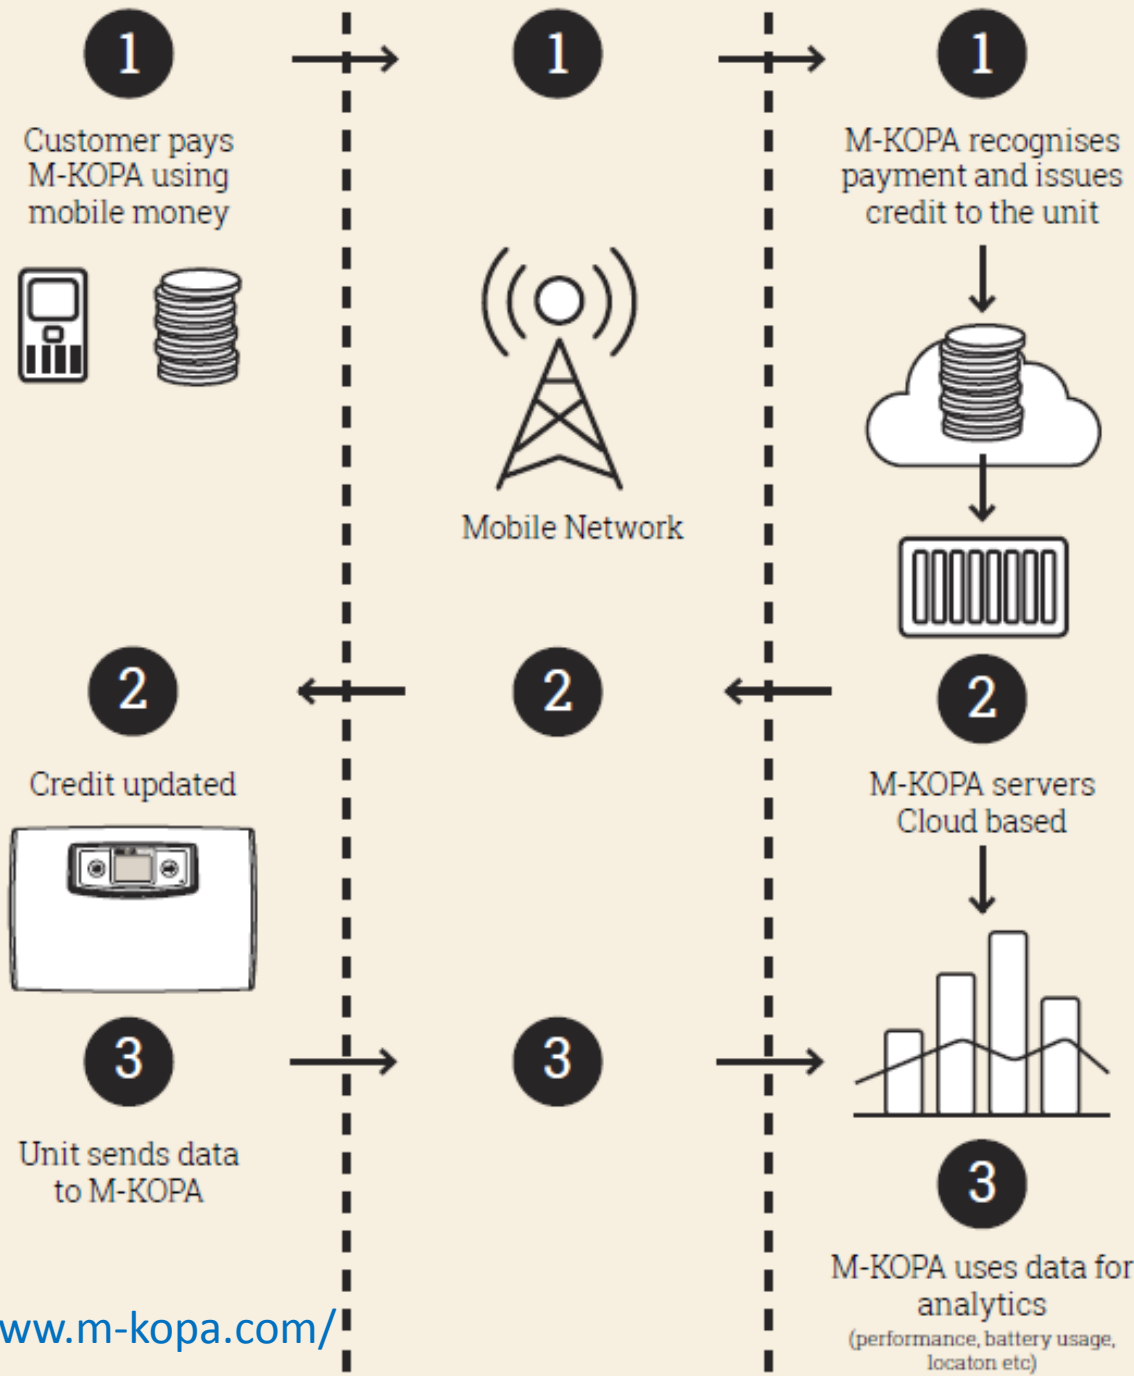 1
1
1
Customer pays
M-KOPA using
mobile money
M-KOPA recognises
payment and issues
credit to the unit
Mobile Network
2
2
2
Credit updated
M-KOPA servers
Cloud based
3
3
Unit sends data
to M-KOPA
3
M-KOPA uses data for
analytics
(performance, battery usage,
locaton etc)
ww.m-kopa.com/